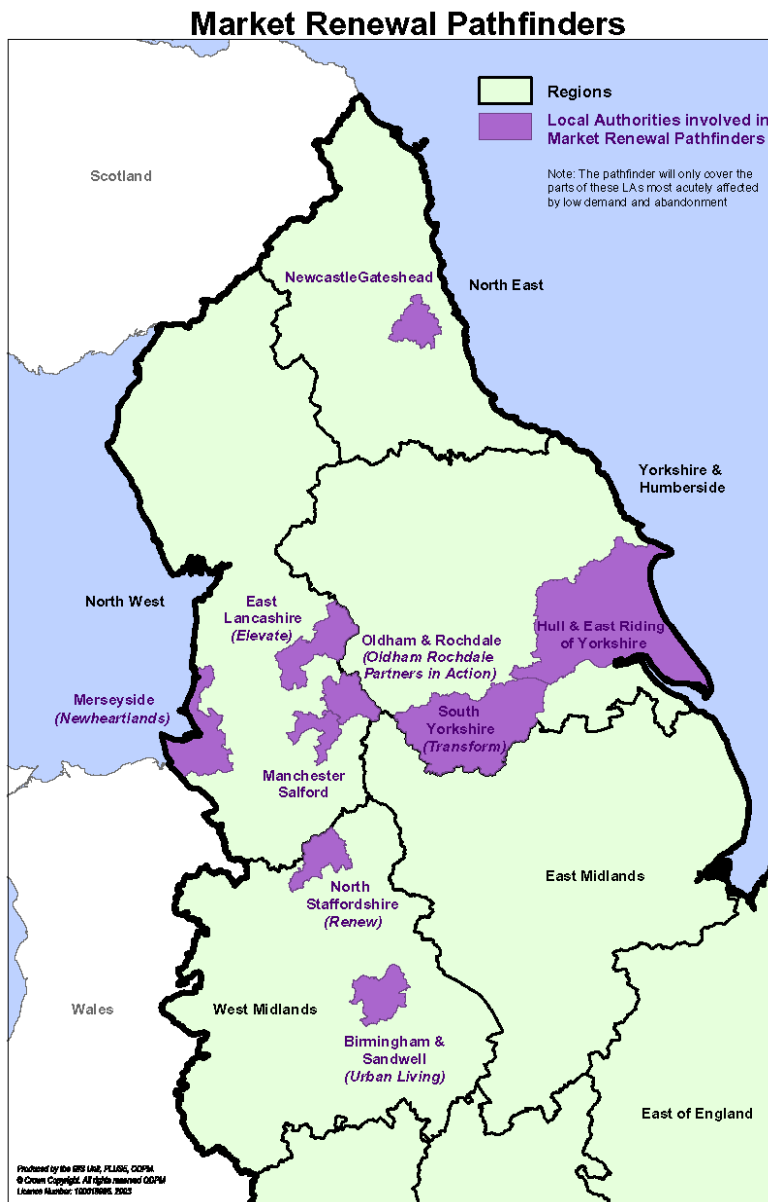 Market Renewal Pathfinders
Regions
Local Authorities involved in
Market Renewal Pathfinders
Note: The pathfinder will only cover the
parts of these LAs most acutely affected
by low demand and abandonment
Scotland
NewcastleGateshead
North East
Yorkshire &
Humberside
North West
East
Lancashire
(Elevate)
Oldham & Rochdale
(Oldham Rochdale
Partners in Action)
Hull & East Riding
of Yorkshire
Merseyside
(Newheartlands)
South
Yorkshire
(Transform)
Manchester
Salford
North
Staffordshire
(Renew)
East Midlands
Wales
West Midlands
Birmingham &
Sandwell
(Urban Living)
East of England
Produced by the GIS Unit, PLUS6, ODPM.
© Crown Copyright. All rights reserved ODPM
Licence Number: 2003